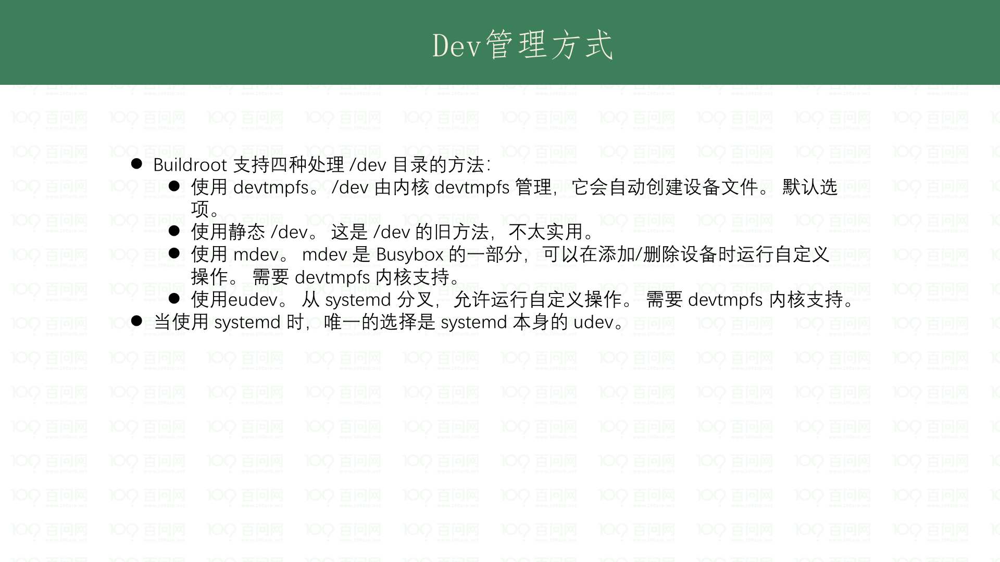 Dev管理方式
● Buildroot 支持四种处理 /dev 目录的方法：
● 使用 devtmpfs。 /dev 由内核 devtmpfs 管理，它会自动创建设备文件。 默认选
项。
● 使用静态 /dev。 这是 /dev 的旧方法，不太实用。
● 使用 mdev。 mdev 是 Busybox 的一部分，可以在添加/删除设备时运行自定义
操作。 需要 devtmpfs 内核支持。
● 使用eudev。 从 systemd 分叉，允许运行自定义操作。 需要 devtmpfs 内核支持。
● 当使用 systemd 时，唯一的选择是 systemd 本身的 udev。
百问网
www.100ask.net